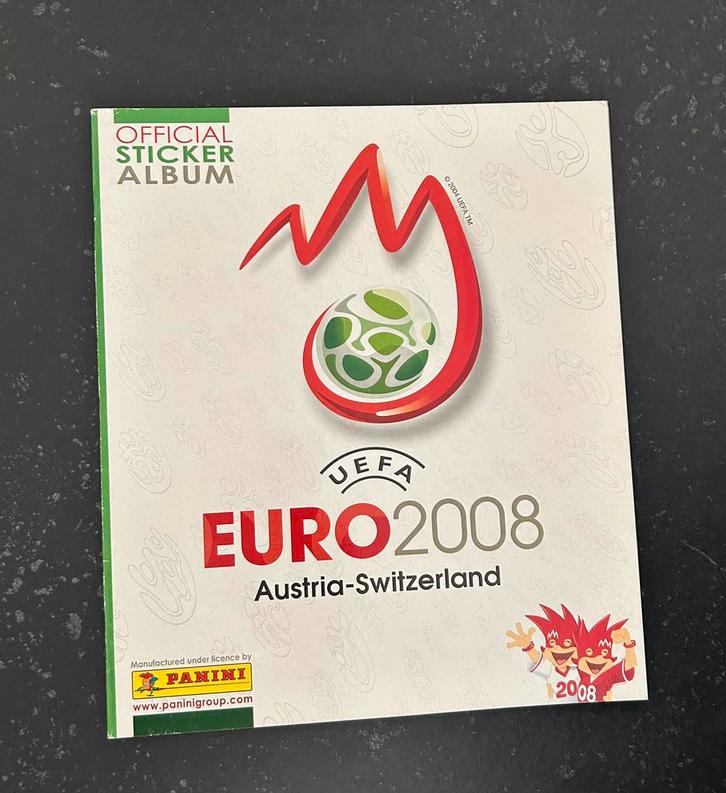 OFFICIAL
STICKER
ALBUM
© 2004 UEFA TM
UEFA
EURO2008
Austria-Switzerland
Manufactured under licence by
PANINI
www.paninigroup.com
2008